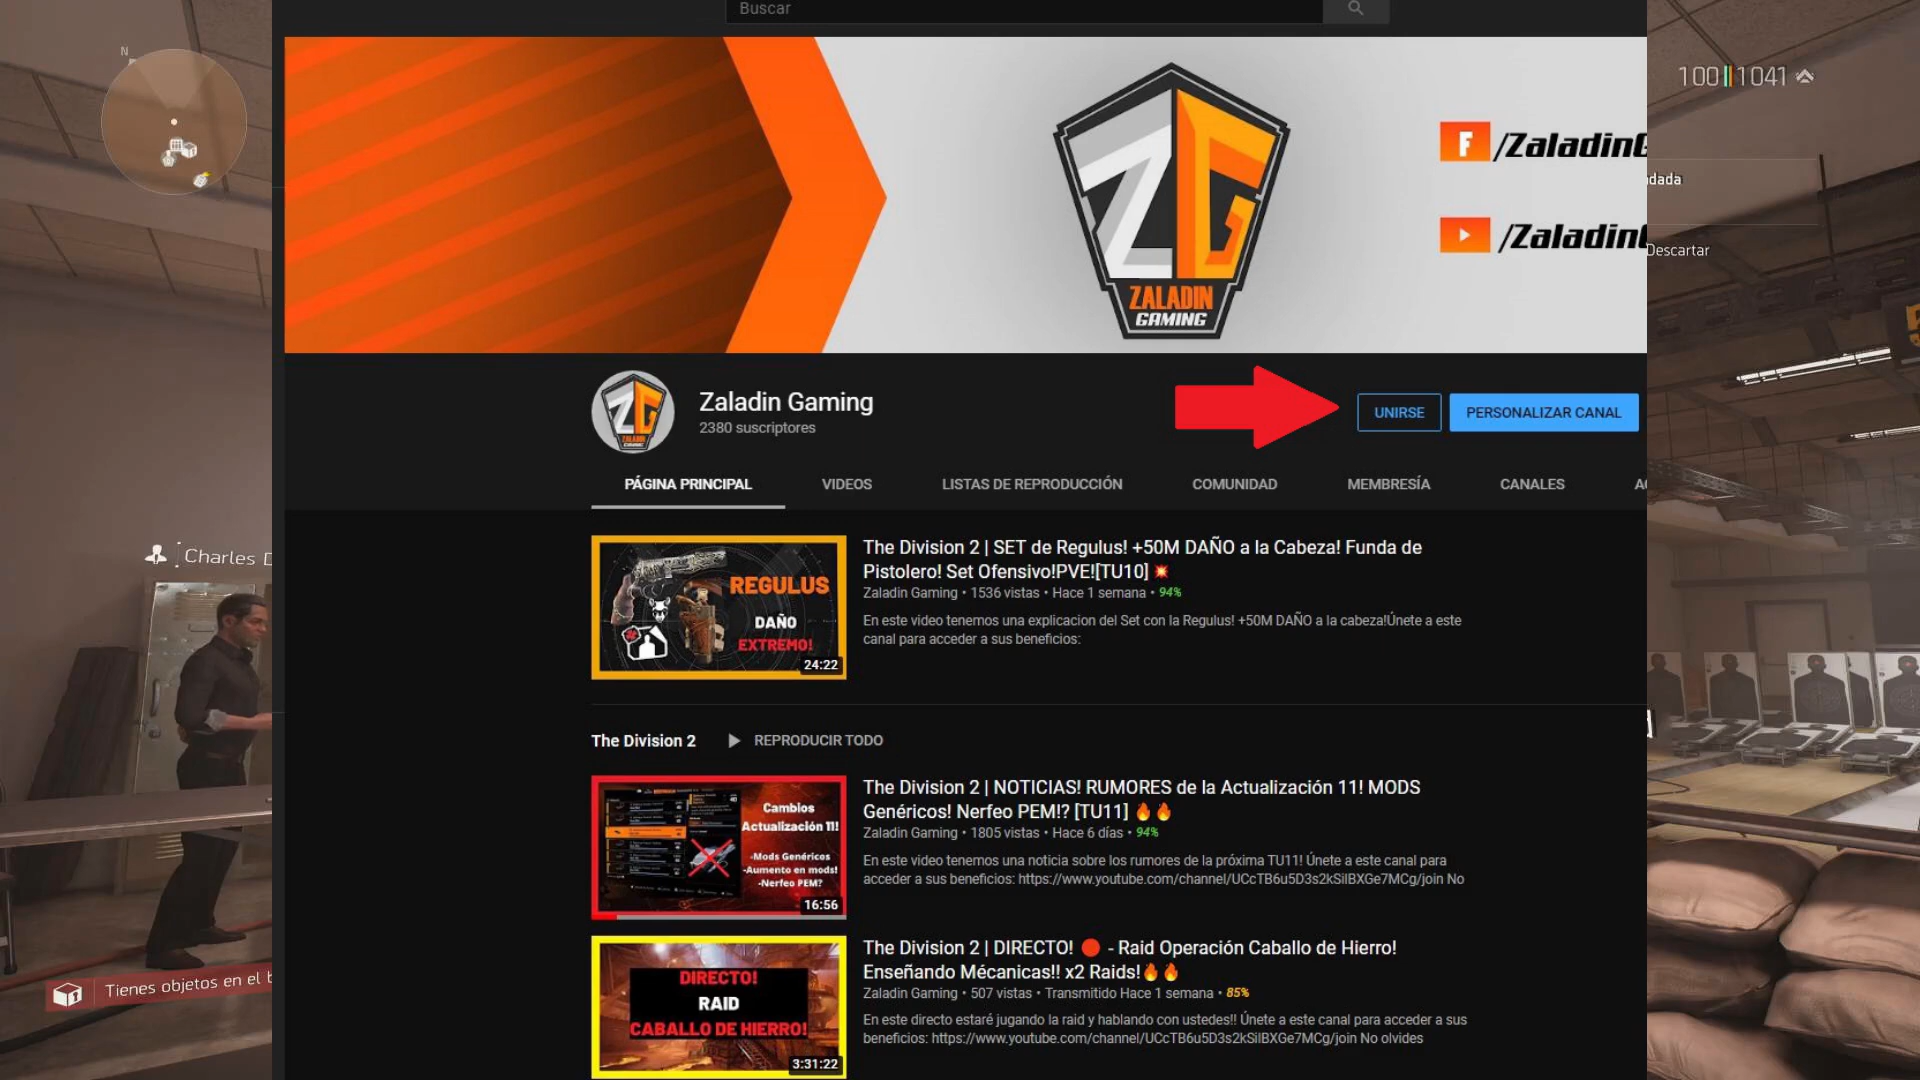 Buscar
N
100 1041
/Zaladin
/Zaladin
dada
Descartar
ZG
ZALADIN
GAMING
Zaladin Gaming
2380 suscriptores
UNIRSE
PERSONALIZAR CANAL
PÁGINA PRINCIPAL
VIDEOS
LISTAS DE REPRODUCCIÓN
COMUNIDAD
MEMBRESÍA
CANALES
REGULUS
DAÑO
EXTREMO!
24:22
The Division 2 | SET de Regulus! +50M DAÑO a la Cabeza! Funda de
Pistolero! Set Ofensivo!PVE![TU10] 💥
Zaladin Gaming • 1536 vistas • Hace 1 semana • 94%
En este video tenemos una explicacion del Set con la Regulus! +50M DAÑO a la cabeza!Únete a este
canal para acceder a sus beneficios:
The Division 2
REPRODUCIR TODO
Cambios
Actualización 11!
-Mods Genéricos
-Aumento en mods!
-Nerfeo PEM?
16:56
The Division 2 | NOTICIAS! RUMORES de la Actualización 11! MODS
Genéricos! Nerfeo PEM!? [TU11] 🔥🔥
Zaladin Gaming • 1805 vistas • Hace 6 días • 94%
En este video tenemos una noticia sobre los rumores de la próxima TU11! Únete a este canal para
acceder a sus beneficios: https://www.youtube.com/channel/UCcTB6u5D3s2kSilBXGe7MCg/join No
DIRECTO!
RAID
CABALLO DE HIERRO!
3:31:22
The Division 2 | DIRECTO! 🔴 - Raid Operación Caballo de Hierro!
Enseñando Mécanicas!! x2 Raids!🔥🔥
Zaladin Gaming • 507 vistas • Transmitido Hace 1 semana • 85%
En este directo estaré jugando la raid y hablando con ustedes!! Únete a este canal para acceder a sus
beneficios: https://www.youtube.com/channel/UCcTB6u5D3s2kSilBXGe7MCg/join No olvides
Charles
Tienes objetos en el